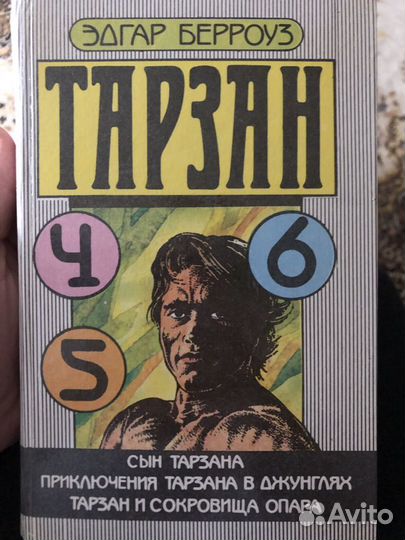 ЭДГАР БЕРРОУЗ
ТАРЗАН
4
6
5
СЫН ТАРЗАНА
ПРИКЛЮЧЕНИЯ ТАРЗАНА В ДЖУНГЛЯХ
ТАРЗАН И СОКРОВИЩА ОПАРА
Avito